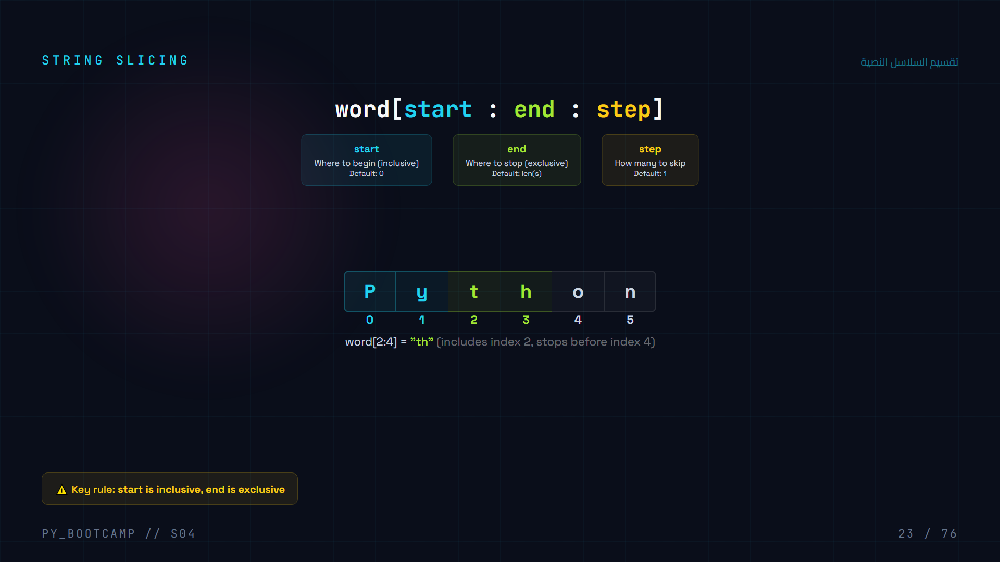 STRING SLICING
تقسيم السلاسل النصية
word[start : end : step]
start
Where to begin (inclusive)
Default: 0
end
Where to stop (exclusive)
Default: len(s)
step
How many to skip
Default: 1
P y t h o n
0 1 2 3 4 5
word[2:4] = ”th” (includes index 2, stops before index 4)
⚠ Key rule: start is inclusive, end is exclusive
PY_BOOTCAMP // S04
23 / 76